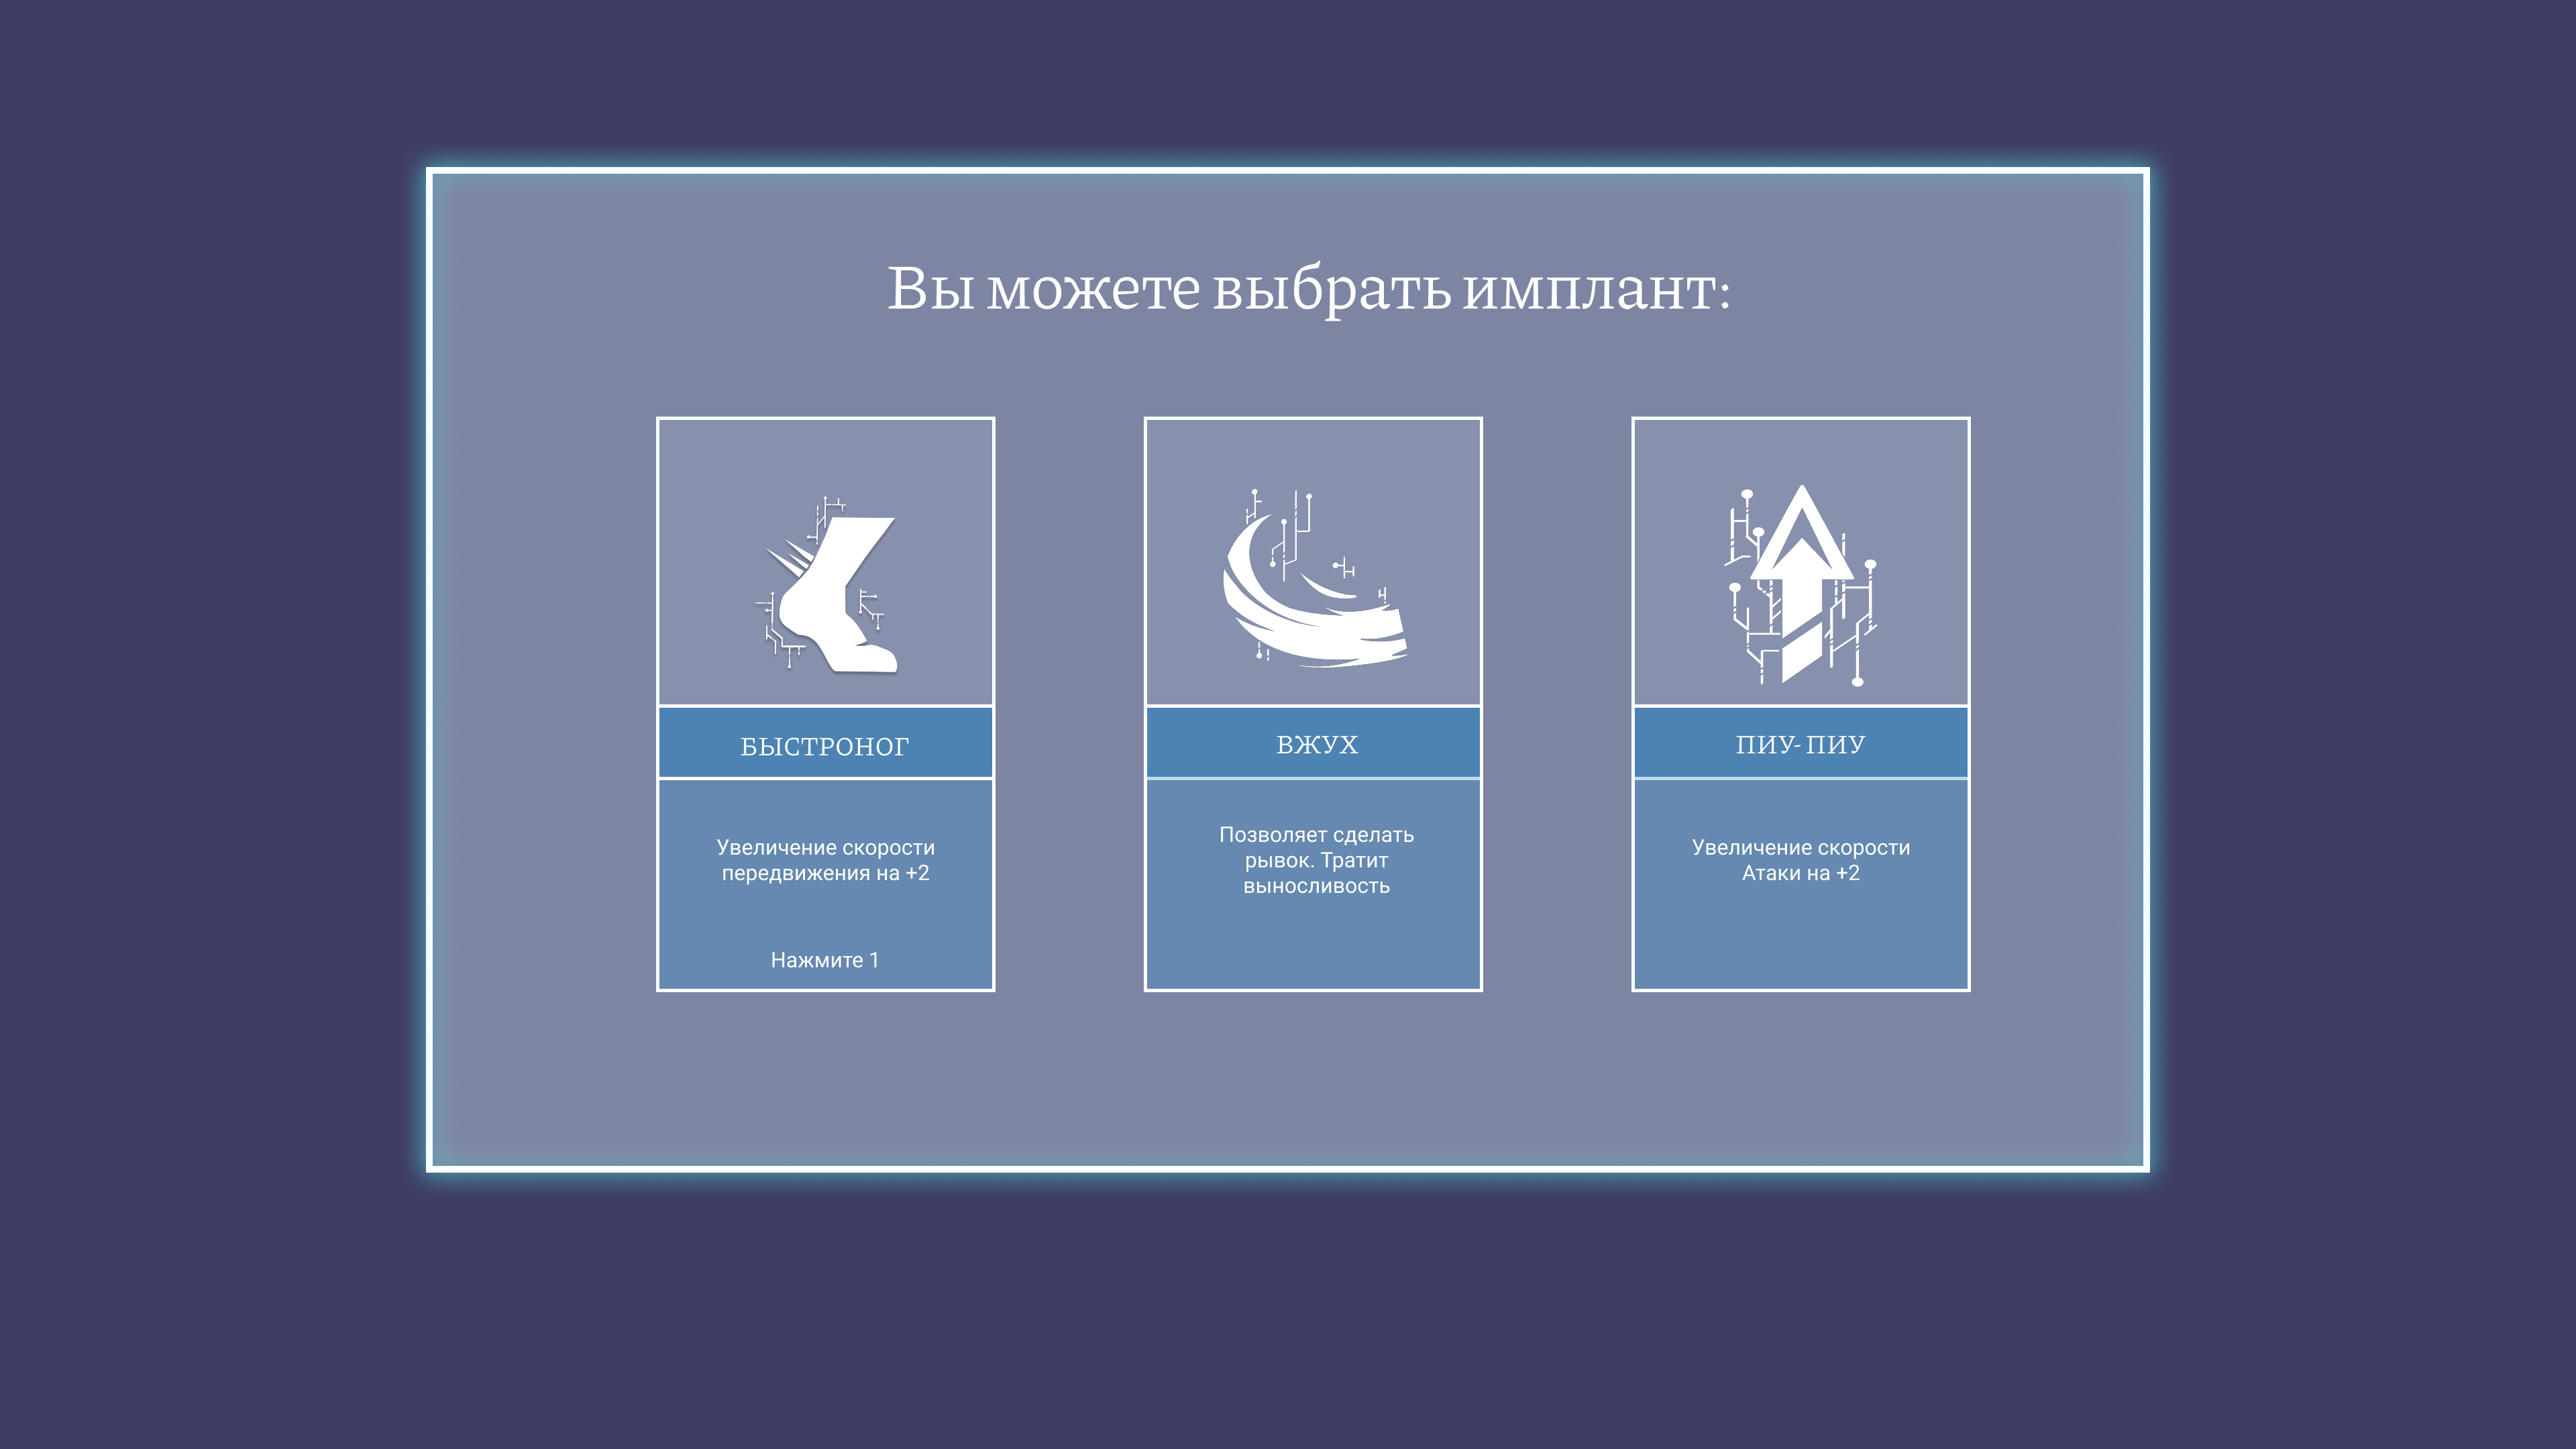 Вы можете выбрать имплант:
БЫСТРОНОГ
Увеличение скорости
передвижения на +2
Нажмите 1
ВЖУХ
Позволяет сделать
рывок. Тратит
выносливость
ПИУ- ПИУ
Увеличение скорости
Атаки на +2